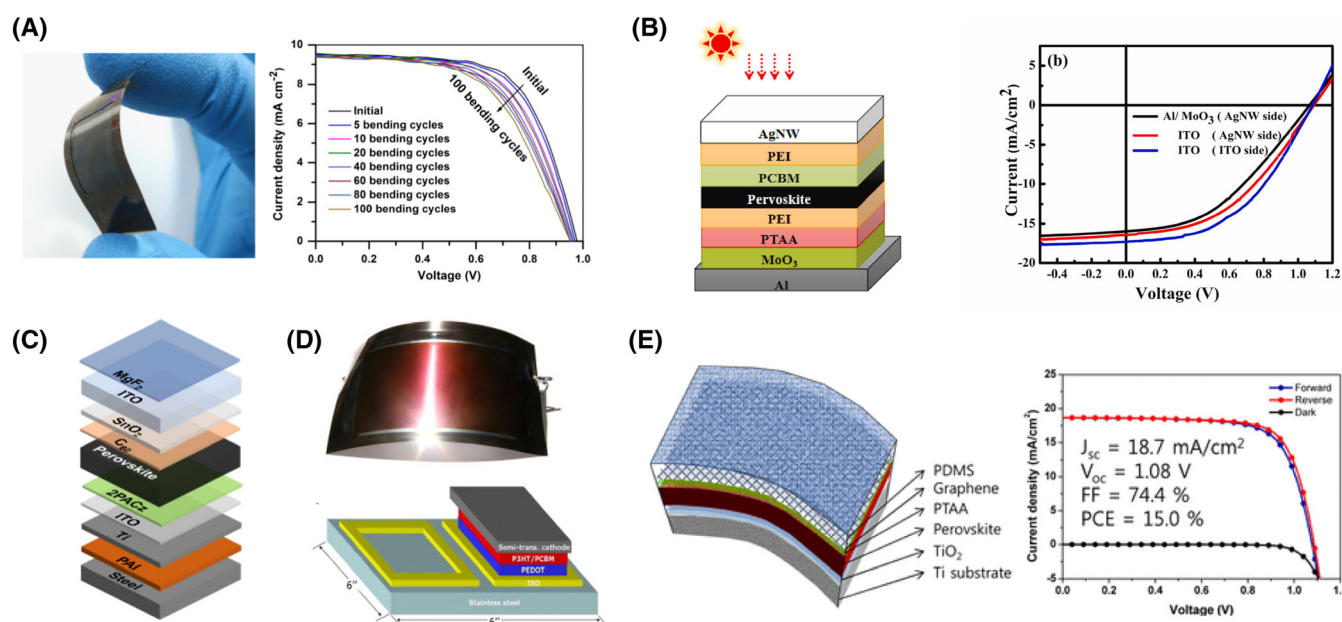 (A)
Current density (mA cm⁻²)
10
8
6
4
2
0
Initial
5 bending cycles
10 bending cycles
20 bending cycles
40 bending cycles
60 bending cycles
80 bending cycles
100 bending cycles
Initial
100 bending cycles
0.0 0.2 0.4 0.6 0.8 1.0
Voltage (V)
(B)
AgNW
PEI
PCBM
Pervoskite
PEI
PTAA
MoO₃
Al
(b)
Current (mA/cm²)
5
0
-5
-10
-15
-20
Al/ MoO₃ ( AgNW side)
ITO ( AgNW side)
ITO ( ITO side)
0.0 0.2 0.4 0.6 0.8 1.0 1.2
Voltage (V)
(C)
MgF₂
ITO
SnO₂
C₆₀
Perovskite
2PACz
ITO
Ti
PAI
Steel
(D)
Semi-trans. cathode
P3HT/PCBM
PEDOT
ISO
Stainless steel
6"
6"
(E)
PDMS
Graphene
PTAA
Perovskite
TiO₂
Ti substrate
Current density (mA/cm²)
25
20
15
10
5
0
-5
Forward
Reverse
Dark
Jsc = 18.7 mA/cm²
Voc = 1.08 V
FF = 74.4 %
PCE = 15.0 %
0.0 0.2 0.4 0.6 0.8 1.0
Voltage (V)